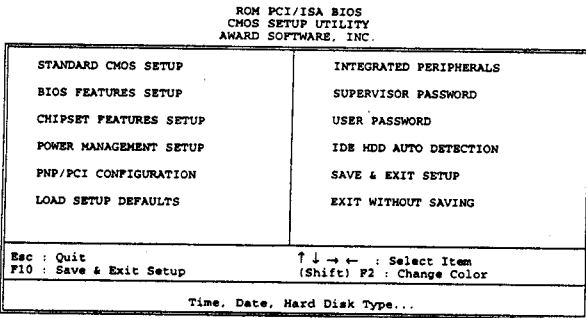 ROM PCI/ISA BIOS
CMOS SETUP UTILITY
AWARD SOFTWARE, INC.
STANDARD CMOS SETUP
BIOS FEATURES SETUP
CHIPSET FEATURES SETUP
POWER MANAGEMENT SETUP
PNP/PCI CONFIGURATION
LOAD SETUP DEFAULTS
INTEGRATED PERIPHERALS
SUPERVISOR PASSWORD
USER PASSWORD
IDE HDD AUTO DETECTION
SAVE & EXIT SETUP
EXIT WITHOUT SAVING
Esc : Quit
F10 : Save & Exit Setup
↑ ↓ → ← : Select Item
(Shift) F2 : Change Color
Time, Date, Hard Disk Type...